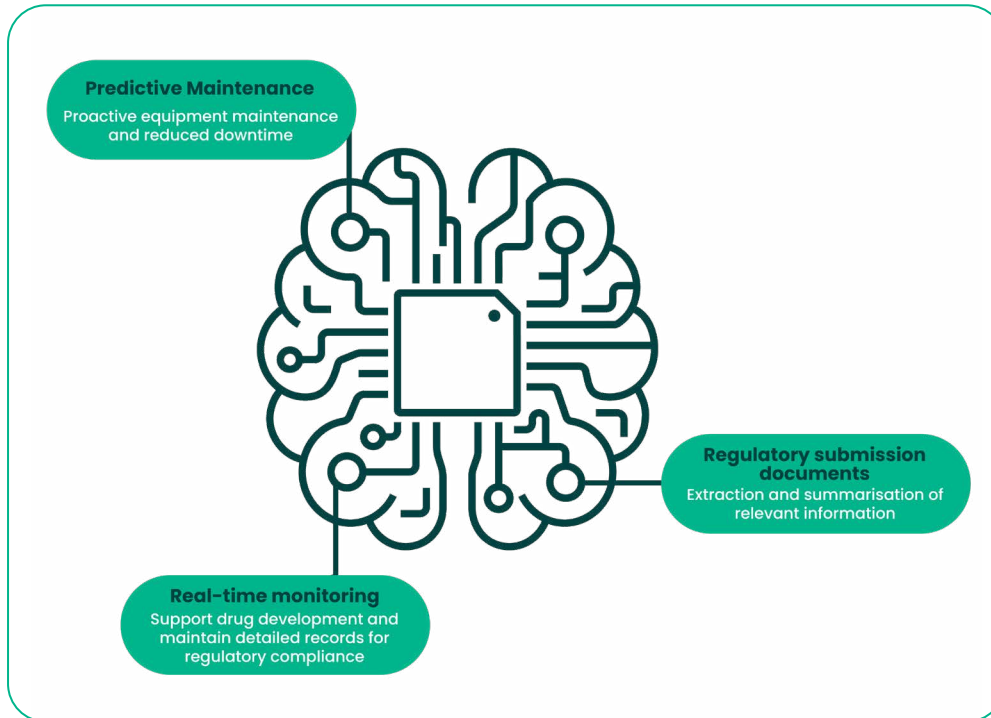 Predictive Maintenance
Proactive equipment maintenance
and reduced downtime
Regulatory submission
documents
Extraction and summarisation of
relevant information
Real-time monitoring
Support drug development and
maintain detailed records for
regulatory compliance